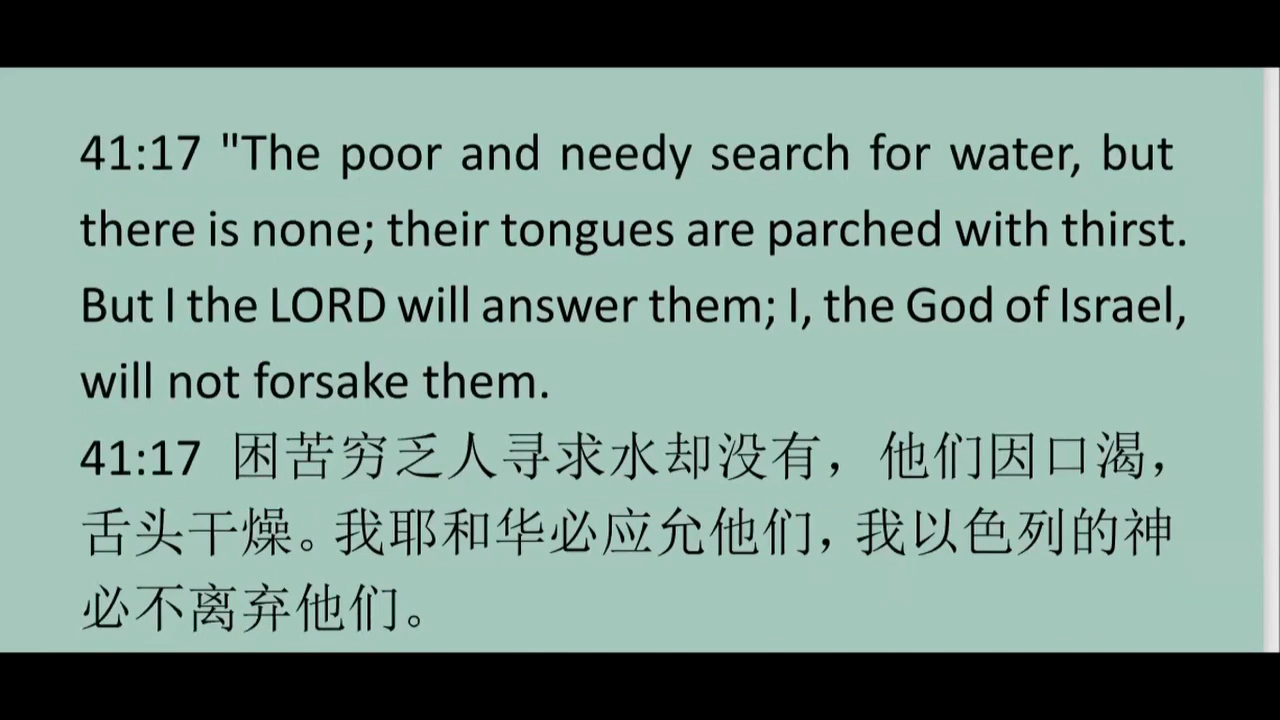 41:17 "The poor and needy search for water, but
there is none; their tongues are parched with thirst.
But I the LORD will answer them; I, the God of Israel,
will not forsake them.
41:17 困苦穷乏人寻求水却没有，他们因口渴，
舌头干燥。我耶和华必应允他们，我以色列的神
必不离弃他们。